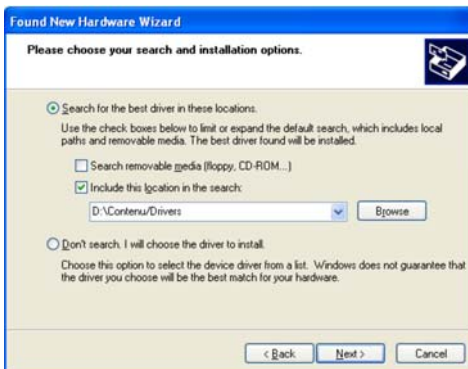 Found New Hardware Wizard
Please choose your search and installation options.
Search for the best driver in these locations.
Use the check boxes below to limit or expand the default search, which includes local
paths and removable media. The best driver found will be installed.
Search removable media (floppy, CD-ROM...)
Include this location in the search:
D:\Contenu/Drivers
Browse
Don't search. I will choose the driver to install.
Choose this option to select the device driver from a list. Windows does not guarantee that
the driver you choose will be the best match for your hardware.
< Back
Next >
Cancel